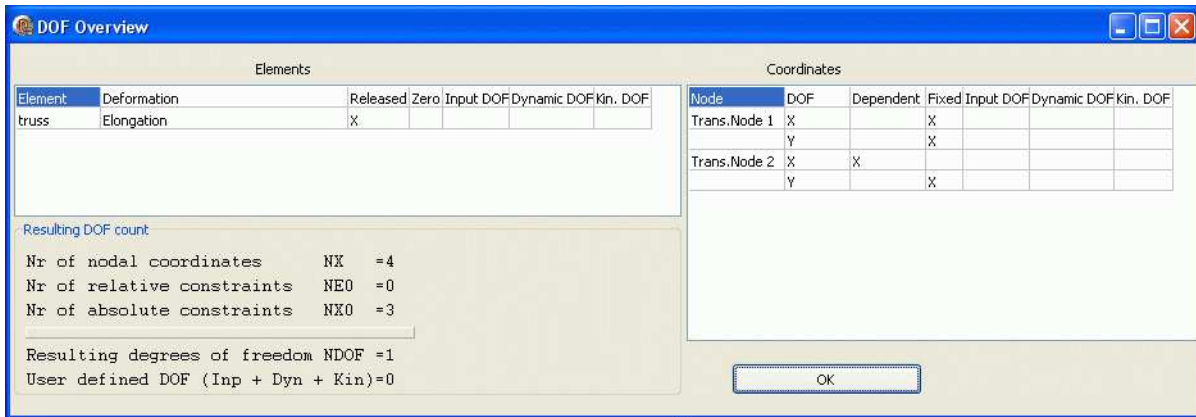 DOF Overview
Elements
Element Deformation Released Zero Input DOF Dynamic DOF Kin. DOF
truss Elongation X
Resulting DOF count
Nr of nodal coordinates NX =4
Nr of relative constraints NE0 =0
Nr of absolute constraints NX0 =3
Resulting degrees of freedom NDOF =1
User defined DOF (Inp + Dyn + Kin)=0
Coordinates
Node DOF Dependent Fixed Input DOF Dynamic DOF Kin. DOF
Trans.Node 1 X X
Y X
Trans.Node 2 X X
Y X
OK